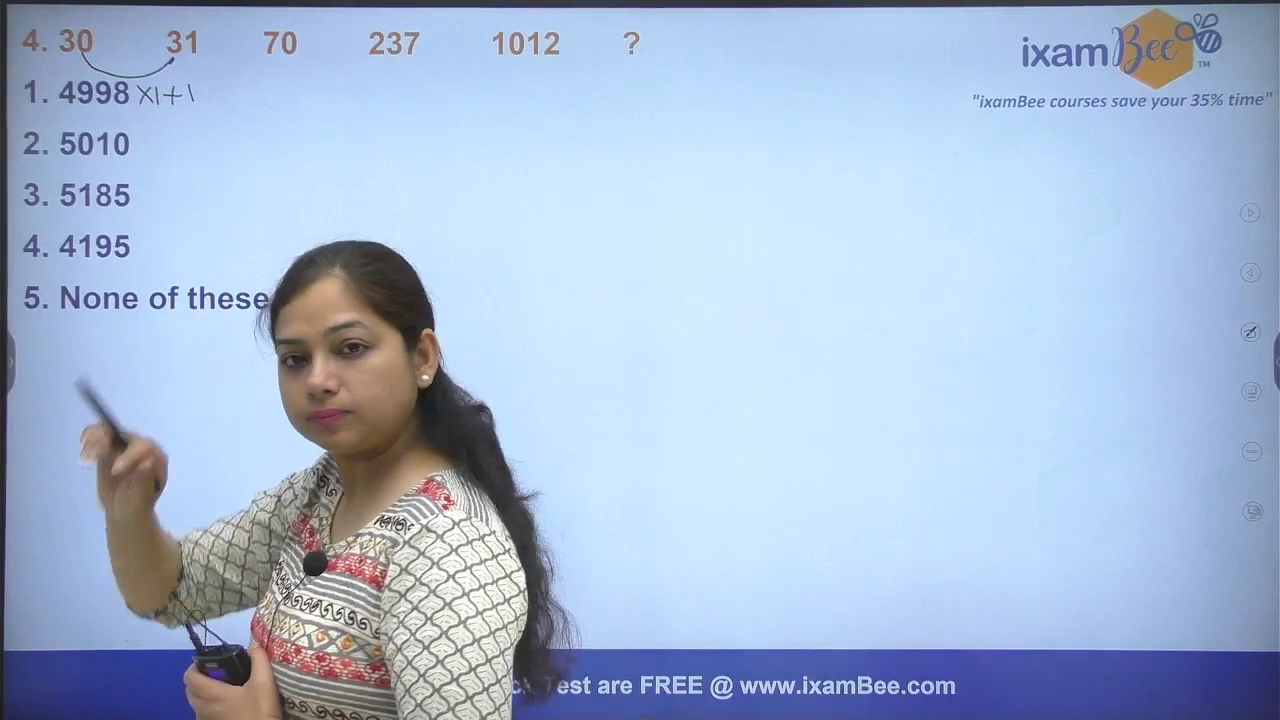 4. 30 31 70 237 1012 ?
1. 4998 ×1+1
2. 5010
3. 5185
4. 4195
5. None of these
ixamBee TM
"ixamBee courses save your 35% time"
Test are FREE @ www.ixamBee.com